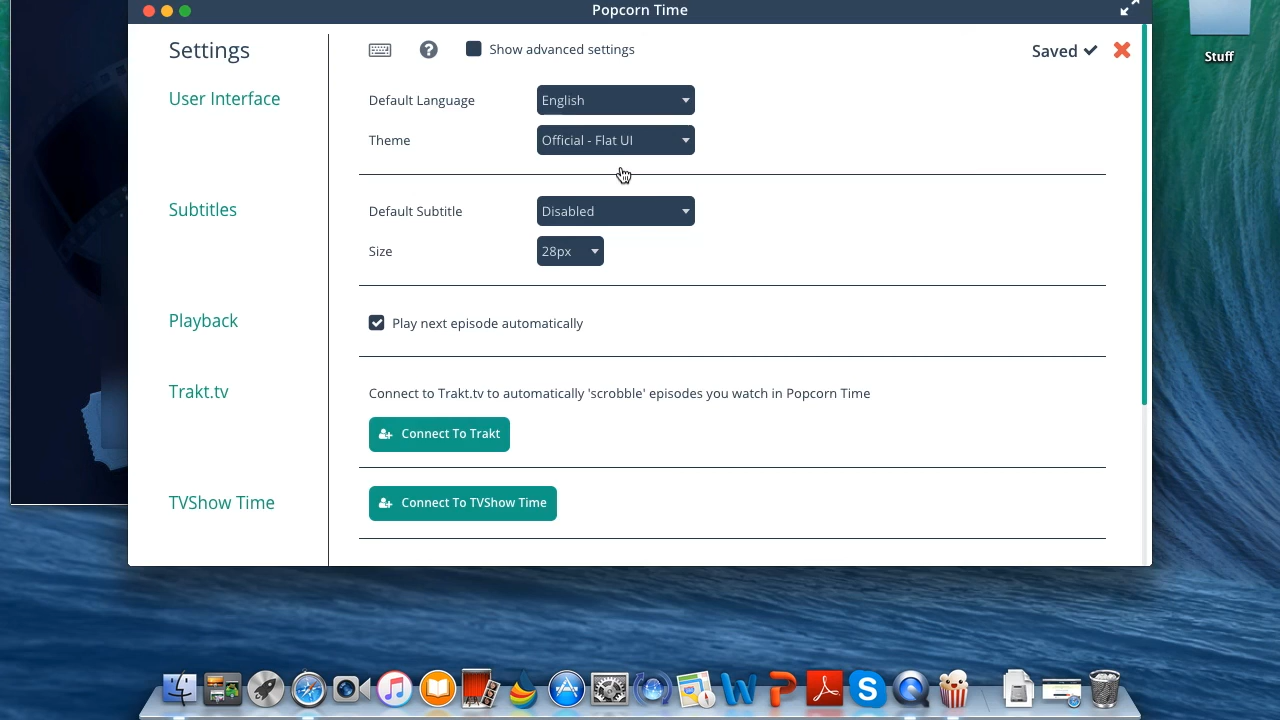 Popcorn Time
Settings
Show advanced settings
Saved
Stuff
User Interface
Default Language
English
Theme
Official - Flat UI
Subtitles
Default Subtitle
Disabled
Size
28px
Playback
Play next episode automatically
Trakt.tv
Connect to Trakt.tv to automatically 'scrobble' episodes you watch in Popcorn Time
Connect To Trakt
TVShow Time
Connect To TVShow Time